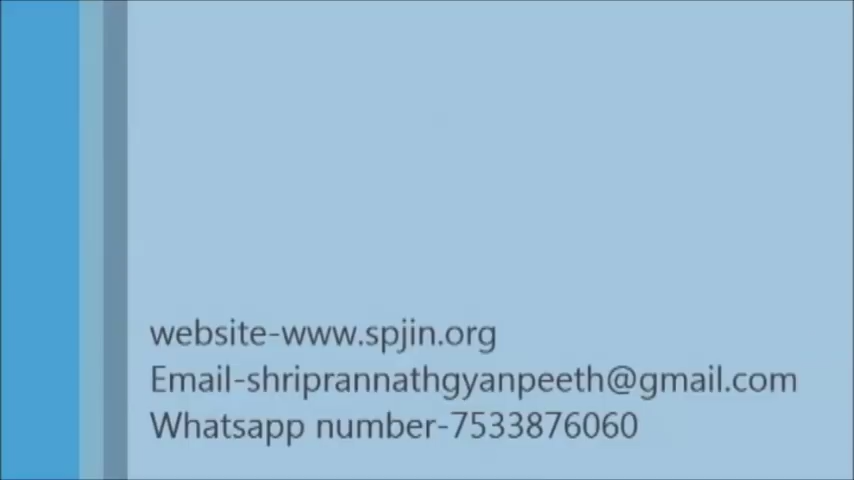 website-www.spjin.org
Email-shriprannathgyanpeeth@gmail.com
Whatsapp number-7533876060